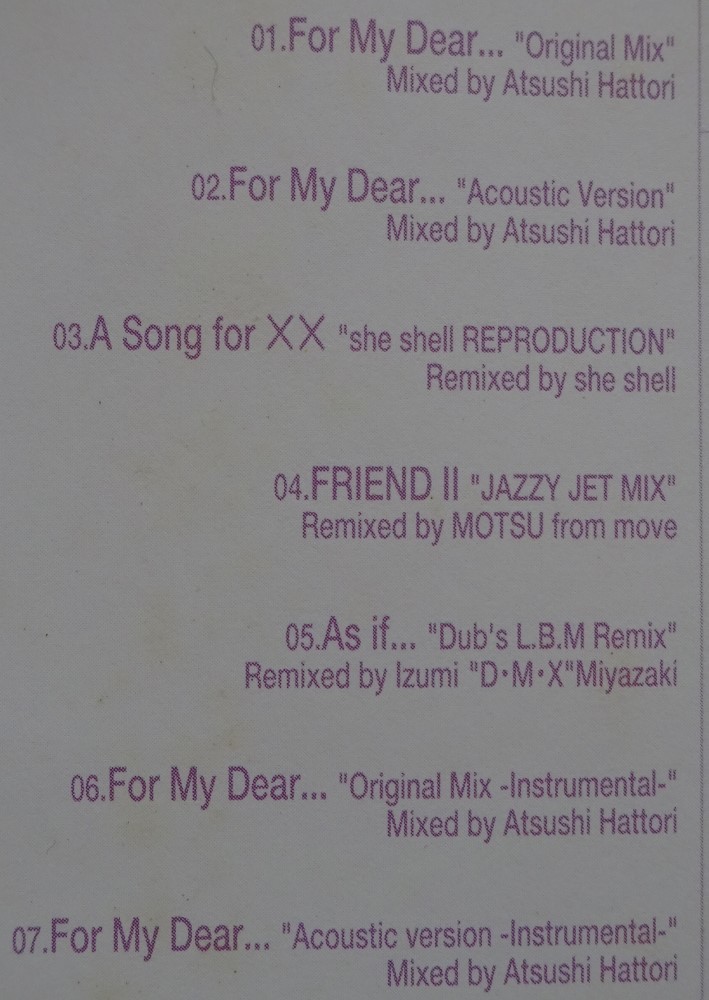 01.For My Dear... "Original Mix"
Mixed by Atsushi Hattori
02.For My Dear... "Acoustic Version"
Mixed by Atsushi Hattori
03.A Song for ×× "she shell REPRODUCTION"
Remixed by she shell
04.FRIEND II "JAZZY JET MIX"
Remixed by MOTSU from move
05.As if... "Dub's L.B.M Remix"
Remixed by Izumi "D・M・X"Miyazaki
06.For My Dear... "Original Mix -Instrumental-"
Mixed by Atsushi Hattori
07.For My Dear... "Acoustic version -Instrumental-"
Mixed by Atsushi Hattori